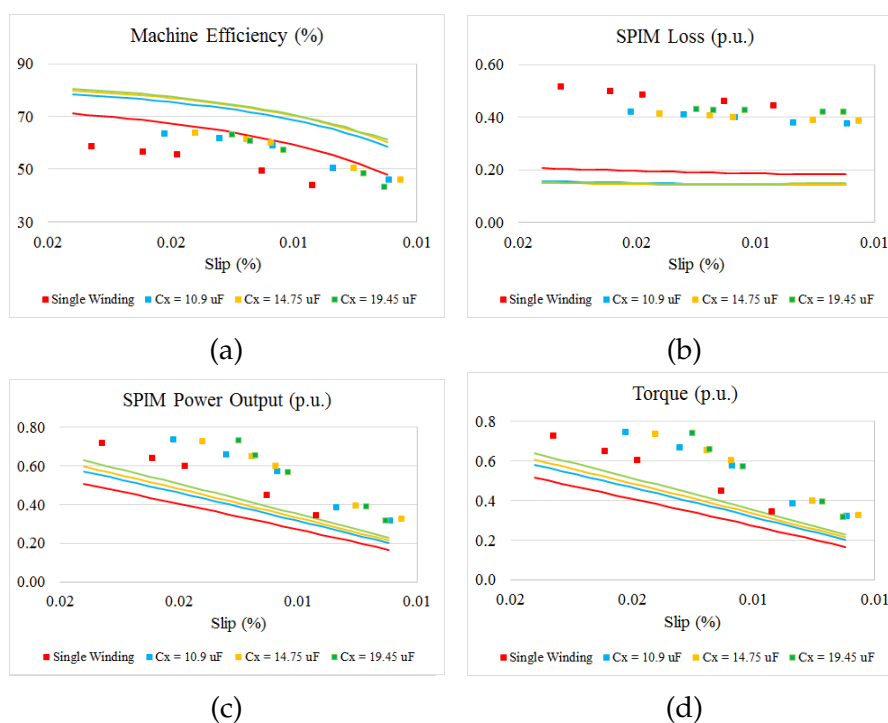 Machine Efficiency (%)
90
70
50
30
0.02 0.02 0.01 0.01
Slip (%)
Single Winding Cx = 10.9 uF Cx = 14.75 uF Cx = 19.45 uF
(a)
SPIM Loss (p.u.)
0.60
0.40
0.20
0.00
0.02 0.02 0.01 0.01
Slip (%)
Single Winding Cx = 10.9 uF Cx = 14.75 uF Cx = 19.45 uF
(b)
SPIM Power Output (p.u.)
0.80
0.60
0.40
0.20
0.00
0.02 0.02 0.01 0.01
Slip (%)
Single Winding Cx = 10.9 uF Cx = 14.75 uF Cx = 19.45 uF
(c)
Torque (p.u.)
0.8
0.6
0.4
0.2
0.0
0.02 0.02 0.01 0.01
Slip (%)
Single Winding Cx = 10.9 uF Cx = 14.75 uF Cx = 19.45 uF
(d)